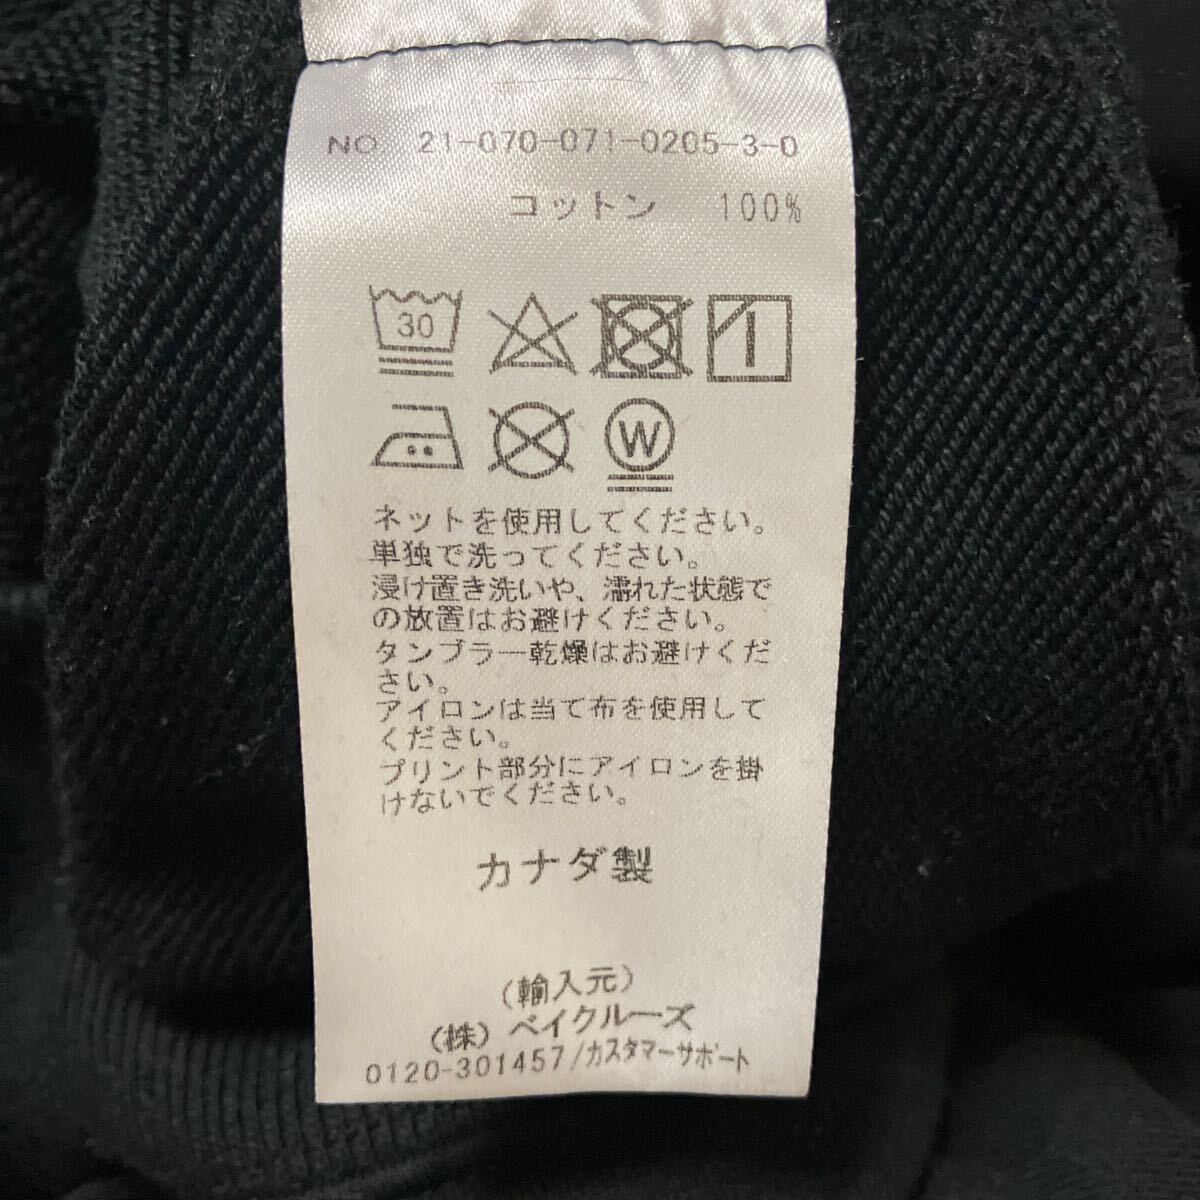 NO 21-070-071-0205-3-0
コットン 100%
30
W
ネットを使用してください。
単独で洗ってください。
浸け置き洗いや、濡れた状態で
の放置はお避けください。
タンブラー乾燥はお避けくだ
さい。
アイロンは当て布を使用して
ください。
プリント部分にアイロンを掛
けないでください。
カナダ製
(輸入元)
(株) ベイクルーズ
0120-301457/カスタマーサポート